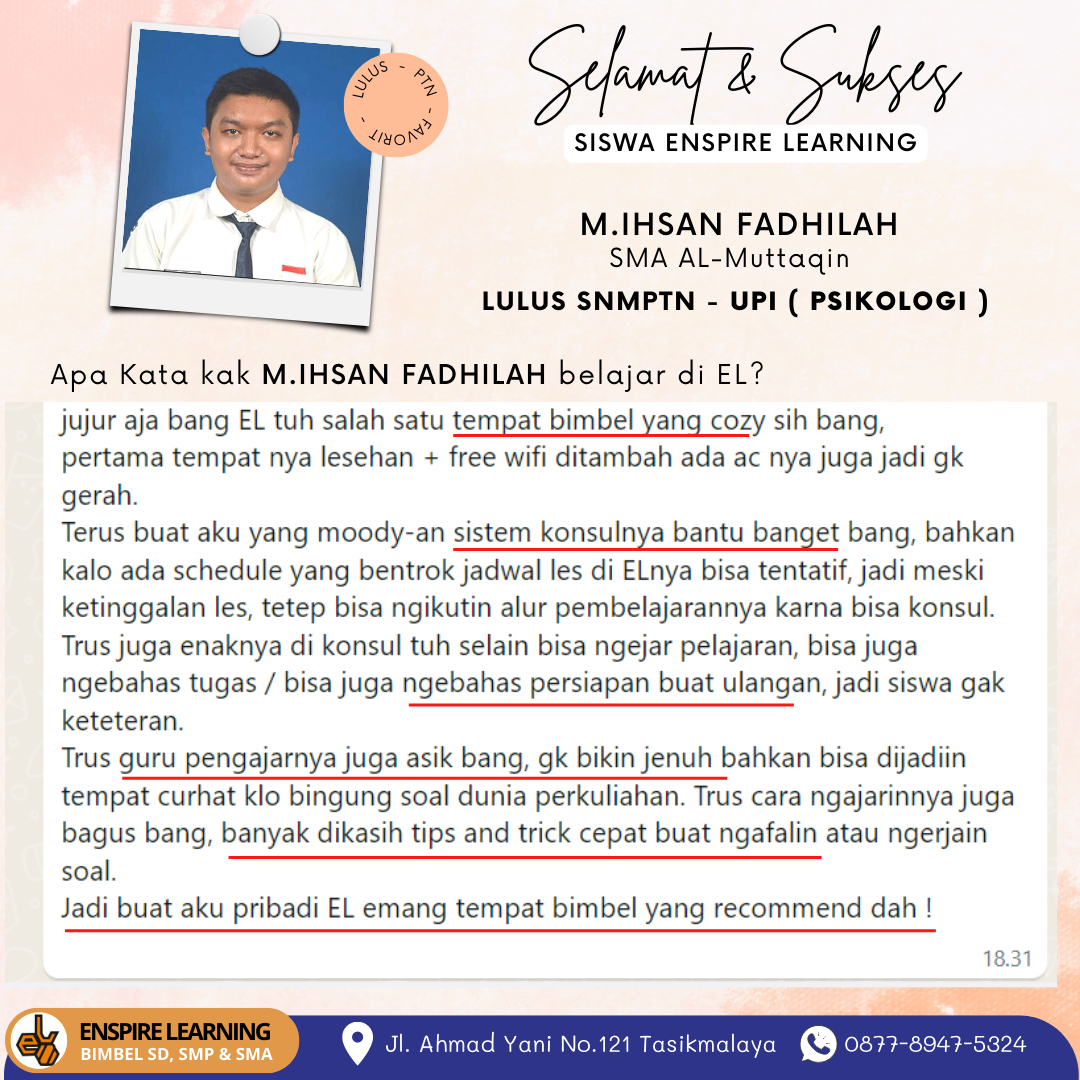 LULUS - PTN - FAVORIT -
Selamat & Sukses
SISWA ENSPIRE LEARNING
M.IHSAN FADHILAH
SMA AL-Muttaqin
LULUS SNMPTN - UPI ( PSIKOLOGI )
Apa Kata kak M.IHSAN FADHILAH belajar di EL?
jujur aja bang EL tuh salah satu tempat bimbel yang cozy sih bang,
pertama tempat nya lesehan + free wifi ditambah ada ac nya juga jadi gk
gerah.
Terus buat aku yang moody-an sistem konsulnya bantu banget bang, bahkan
kalo ada schedule yang bentrok jadwal les di ELnya bisa tentatif, jadi meski
ketinggalan les, tetep bisa ngikutin alur pembelajarannya karna bisa konsul.
Trus juga enaknya di konsul tuh selain bisa ngejar pelajaran, bisa juga
ngebahas tugas / bisa juga ngebahas persiapan buat ulangan, jadi siswa gak
keteteran.
Trus guru pengajarnya juga asik bang, gk bikin jenuh bahkan bisa dijadiin
tempat curhat klo bingung soal dunia perkuliahan. Trus cara ngajarinnya juga
bagus bang, banyak dikasih tips and trick cepat buat ngafalin atau ngerjain
soal.
Jadi buat aku pribadi EL emang tempat bimbel yang recommend dah !
18.31
ENSPIRE LEARNING
BIMBEL SD, SMP & SMA
Jl. Ahmad Yani No.121 Tasikmalaya
0877-8947-5324